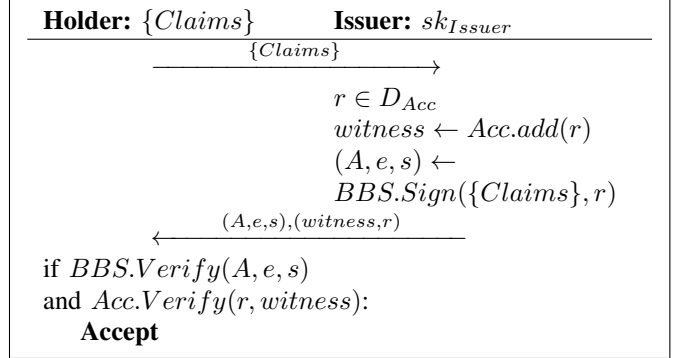 Holder: {Claims} Issuer: sk_Issuer
{Claims}
r ∈ D_Acc
witness ← Acc.add(r)
(A, e, s) ←
BBS.Sign({Claims}, r)
(A,e,s),(witness,r)
if BBS.Verify(A, e, s)
and Acc.Verify(r, witness):
Accept